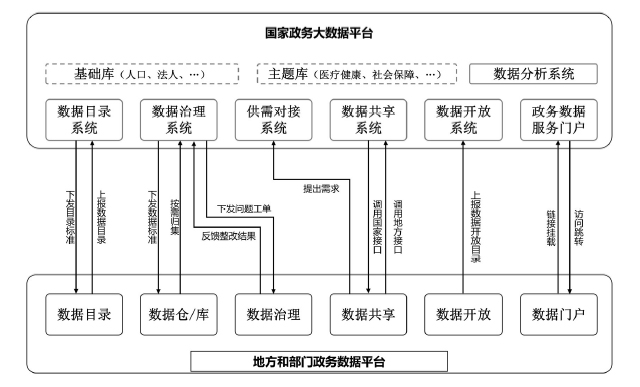 国家政务大数据平台
基础库（人口、法人、…）
主题库（医疗健康、社会保障、…）
数据分析系统
数据目录
系统
数据治理
系统
供需对接
系统
数据共享
系统
数据开放
系统
政务数据
服务门户
下发目录标准
上报数据目录
下发数据标准
按需归集
下发问题工单
反馈整改结果
提出需求
调用国家接口
调用地方接口
上报数据开放目录
链接挂载
访问跳转
数据目录
数据仓/库
数据治理
数据共享
数据开放
数据门户
地方和部门政务数据平台